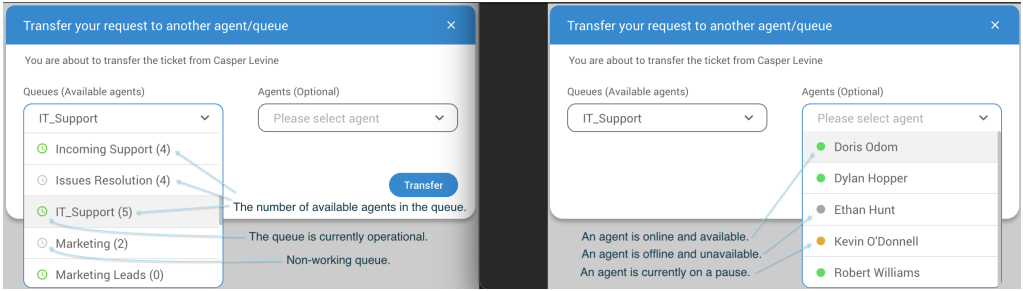 Transfer your request to another agent/queue ×
You are about to transfer the ticket from Casper Levine
Queues (Available agents)
Agents (Optional)
IT_Support
Please select agent
Incoming Support (4)
Issues Resolution (4)
IT_Support (5)
Marketing (2)
Marketing Leads (0)
Transfer
The number of available agents in the queue.
The queue is currently operational.
Non-working queue.
Transfer your request to another agent/queue ×
You are about to transfer the ticket from Casper Levine
Queues (Available agents)
Agents (Optional)
IT_Support
Please select agent
Doris Odom
Dylan Hopper
Ethan Hunt
Kevin O'Donnell
Robert Williams
An agent is online and available.
An agent is offline and unavailable.
An agent is currently on a pause.